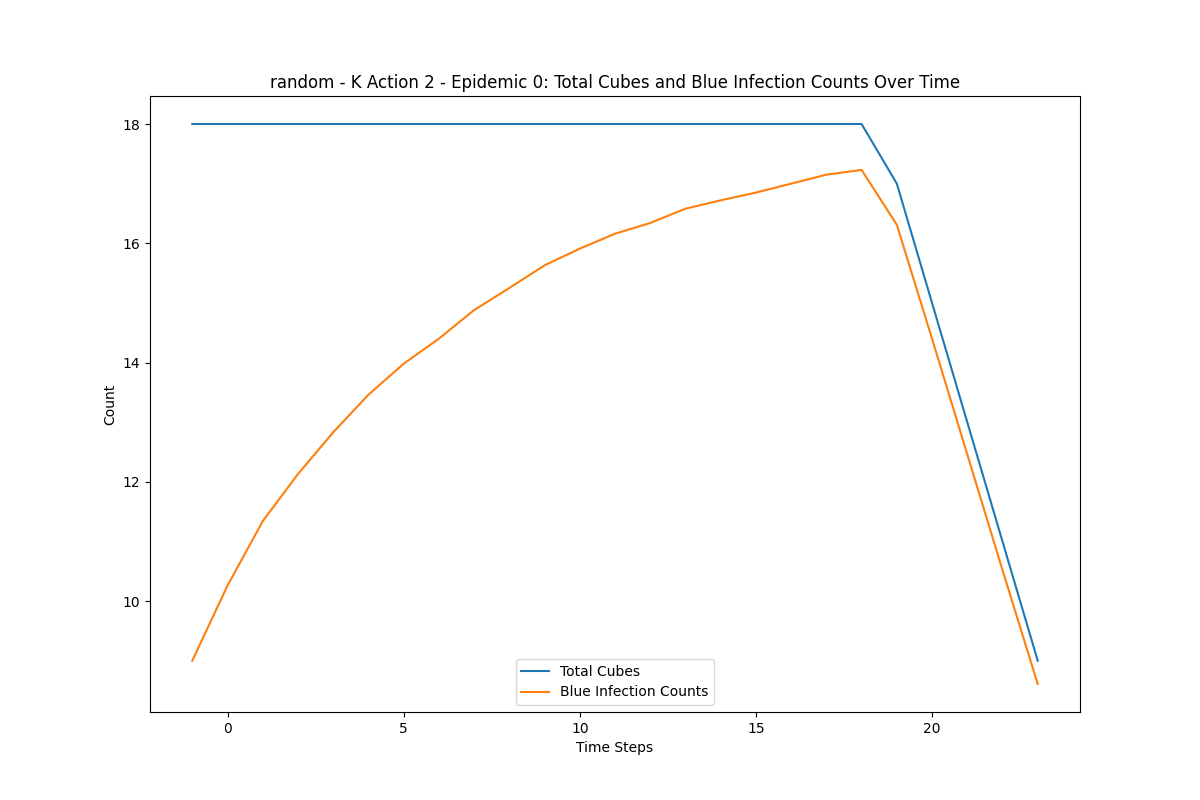 random - K Action 2 - Epidemic 0: Total Cubes and Blue Infection Counts Over Time
18
16
14
12
10
Count
Total Cubes
Blue Infection Counts
0 5 10 15 20
Time Steps